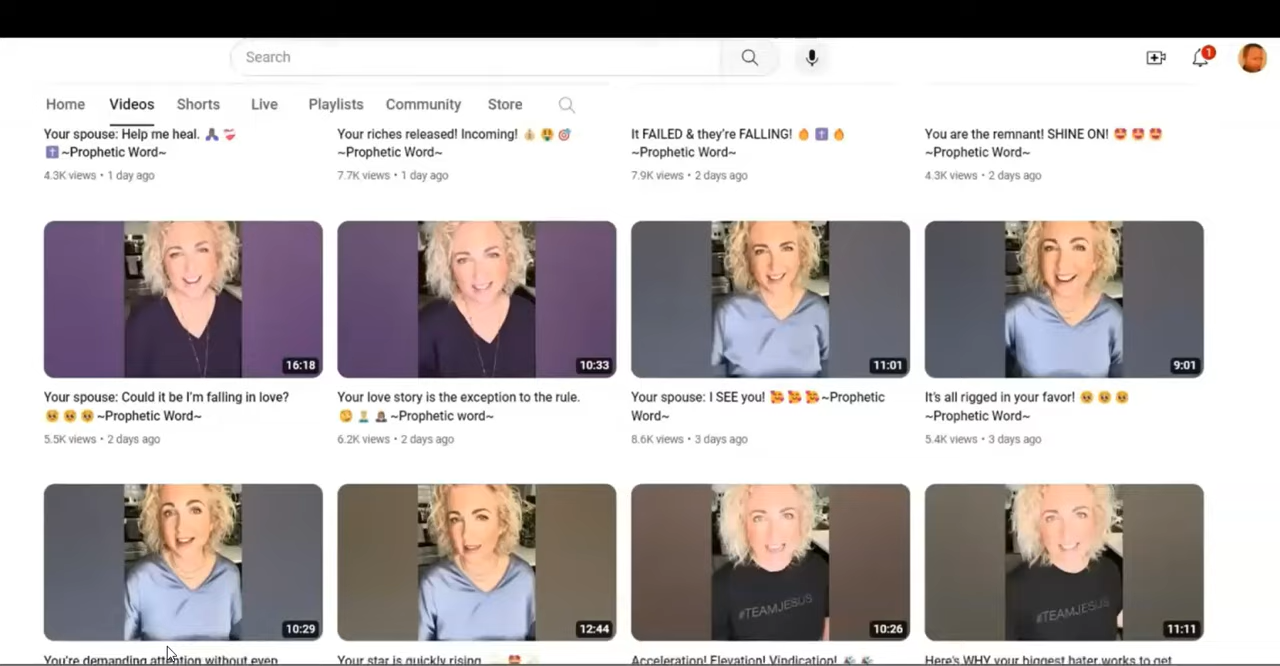 Search
1
Home Videos Shorts Live Playlists Community Store
Your spouse: Help me heal. 🙏🏾 ❤️‍🩹
✝️ ~Prophetic Word~
4.3K views • 1 day ago
Your riches released! Incoming! 💰 🤑 🎯
~Prophetic Word~
7.7K views • 1 day ago
It FAILED & they're FALLING! 🔥 ✝️ 🔥
~Prophetic Word~
7.9K views • 2 days ago
You are the remnant! SHINE ON! 🤩 🤩 🤩
~Prophetic Word~
4.3K views • 2 days ago
16:18
10:33
11:01
9:01
Your spouse: Could it be I'm falling in love?
🥹 🥹 🥹 ~Prophetic Word~
5.5K views • 2 days ago
Your love story is the exception to the rule.
~Prophetic word~
6.2K views • 2 days ago
Your spouse: I SEE you! 🥰 🥰 🥰 ~Prophetic
Word~
8.6K views • 3 days ago
It's all rigged in your favor! 🥹 🥹 🥹
~Prophetic Word~
5.4K views • 3 days ago
10:29
12:44
#TEAMJESUS
10:26
#TEAMJESUS
11:11
You're demanding attention without even
Your star is quickly rising
Acceleration! Elevation! Vindication!
Here's WHY your biggest hater works to get